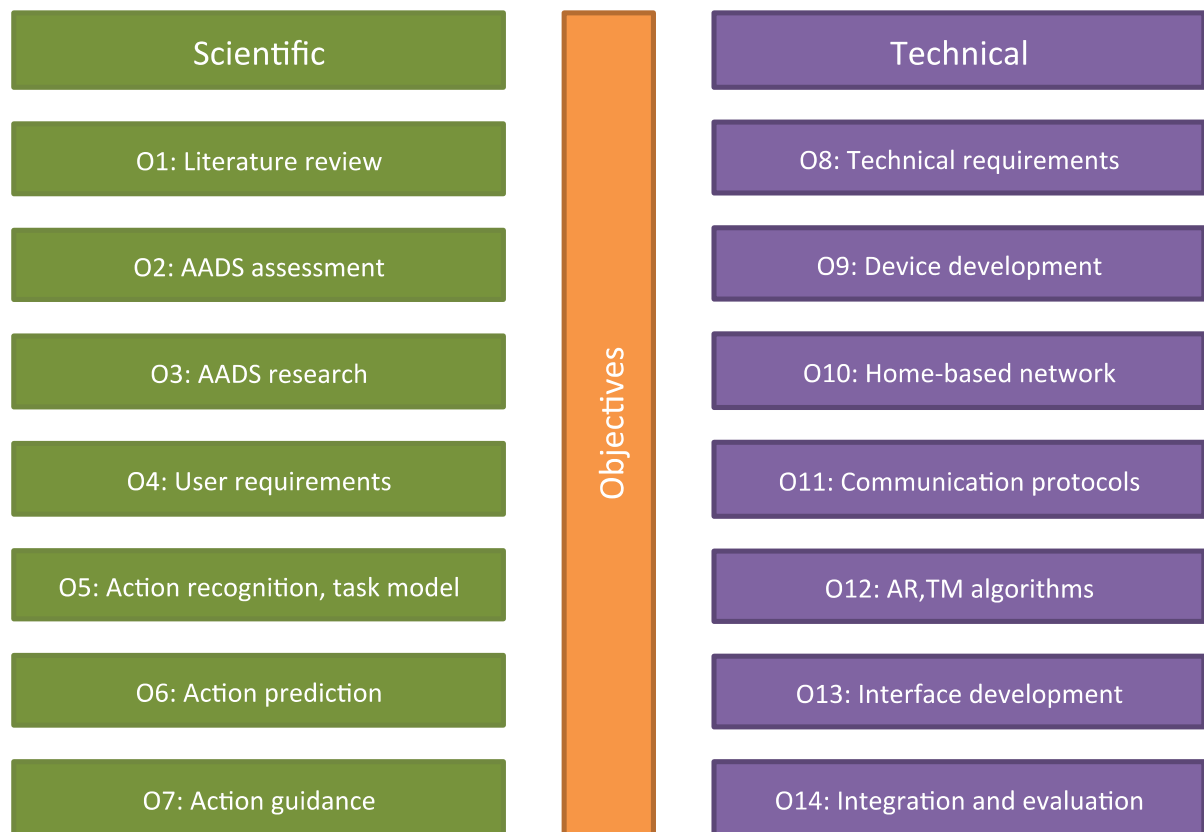 Scientific
O1: Literature review
O2: AADS assessment
O3: AADS research
O4: User requirements
O5: Action recognition, task model
O6: Action prediction
O7: Action guidance
Objectives
Technical
O8: Technical requirements
O9: Device development
O10: Home-based network
O11: Communication protocols
O12: AR,TM algorithms
O13: Interface development
O14: Integration and evaluation